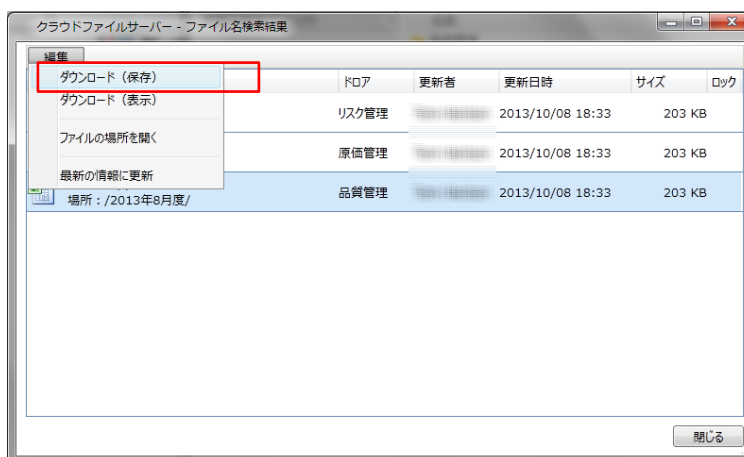 クラウドファイルサーバー - ファイル名検索結果
編集
ダウンロード（保存）
ダウンロード（表示）
ファイルの場所を開く
最新の情報に更新
ドロア 更新者 更新日時 サイズ ロック
リスク管理 2013/10/08 18:33 203 KB
原価管理 2013/10/08 18:33 203 KB
品質管理 2013/10/08 18:33 203 KB
場所：/2013年8月度/
閉じる